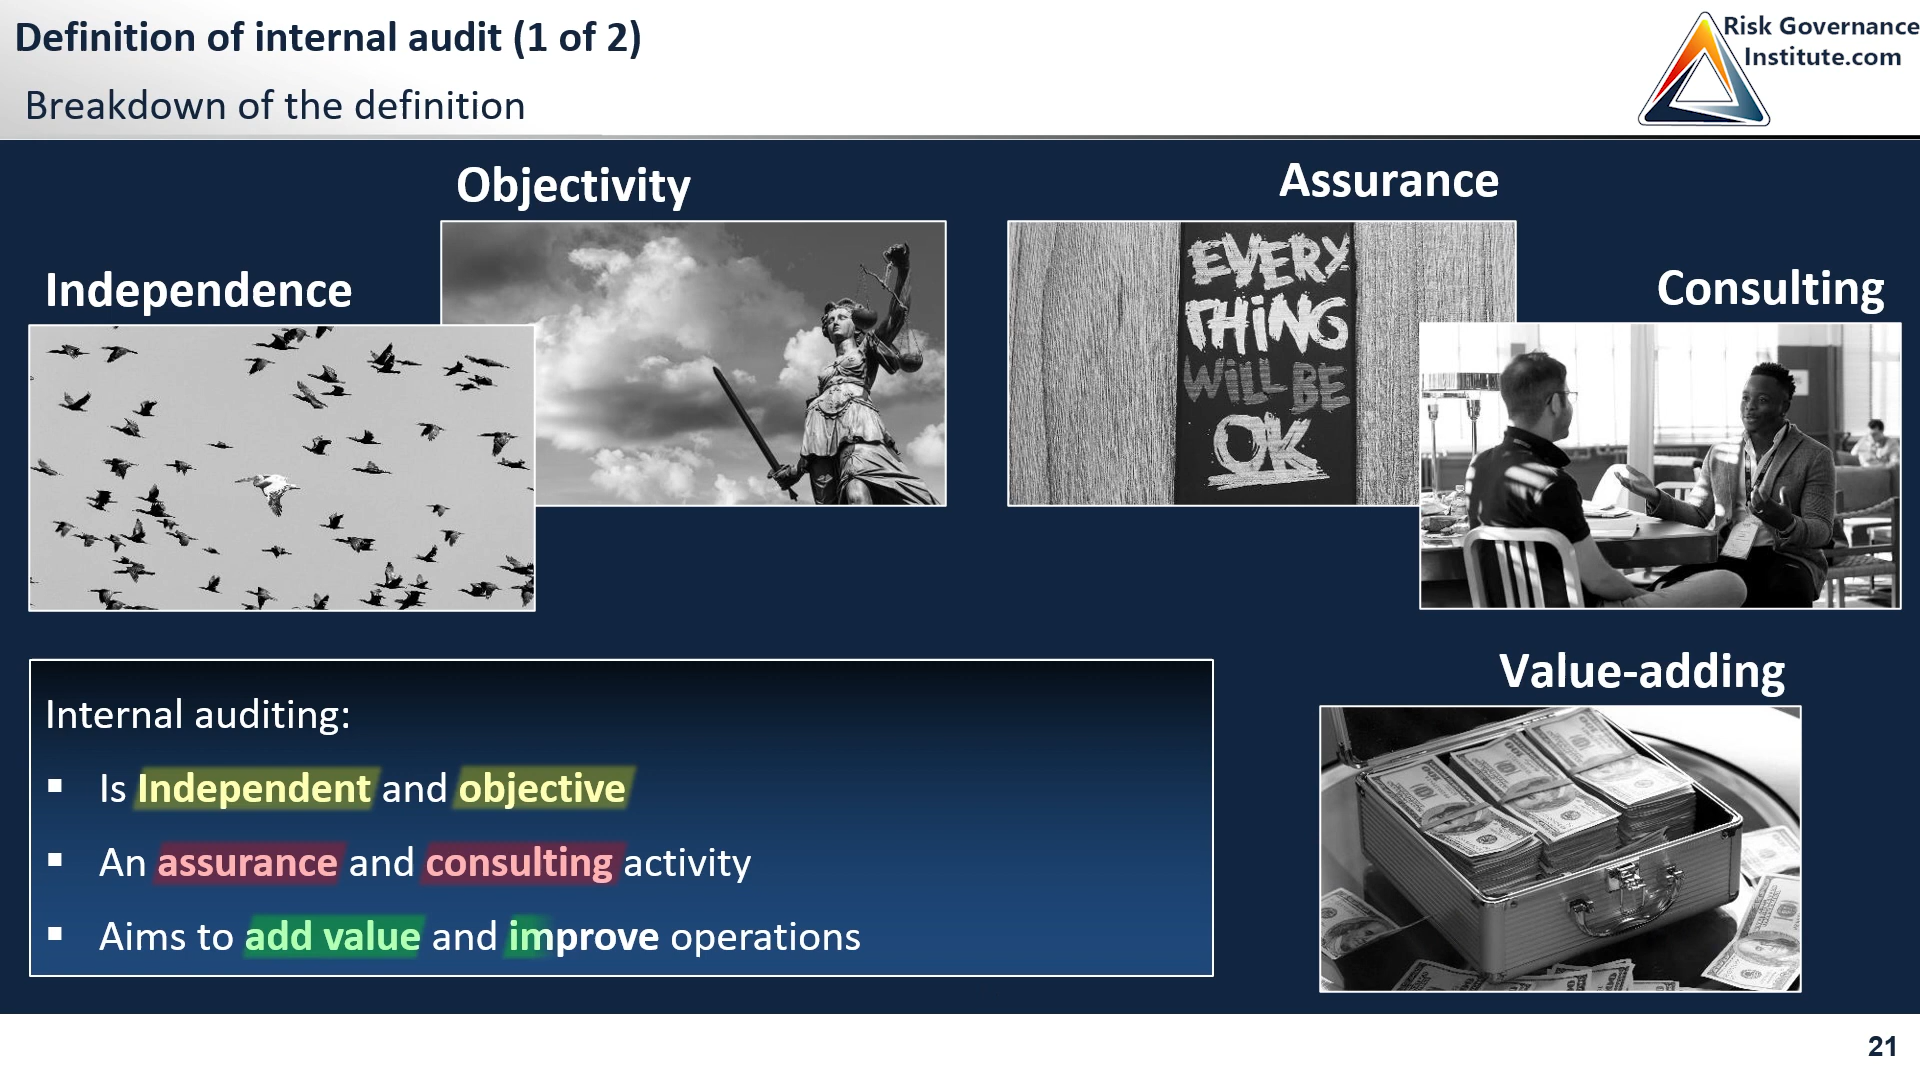 Definition of internal audit (1 of 2)
Breakdown of the definition
Risk Governance
Institute.com
Objectivity
Assurance
Independence
Consulting
EVERY
THING
WILL BE
OK
Value-adding
Internal auditing:
▪ Is Independent and objective
▪ An assurance and consulting activity
▪ Aims to add value and improve operations
21